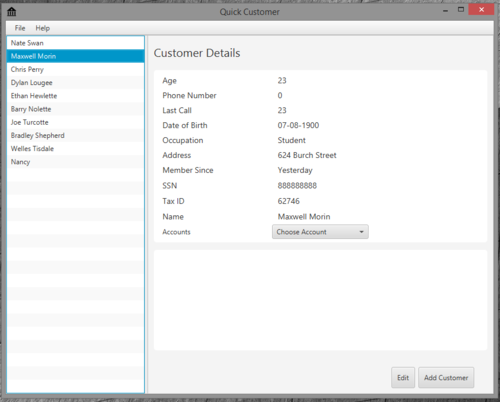 Quick Customer
File Help
Nate Swan
Maxwell Morin
Chris Perry
Dylan Lougee
Ethan Hewlette
Barry Nolette
Joe Turcotte
Bradley Shepherd
Welles Tisdale
Nancy
Customer Details
Age 23
Phone Number 0
Last Call 23
Date of Birth 07-08-1900
Occupation Student
Address 624 Burch Street
Member Since Yesterday
SSN 888888888
Tax ID 62746
Name Maxwell Morin
Accounts Choose Account
Edit Add Customer